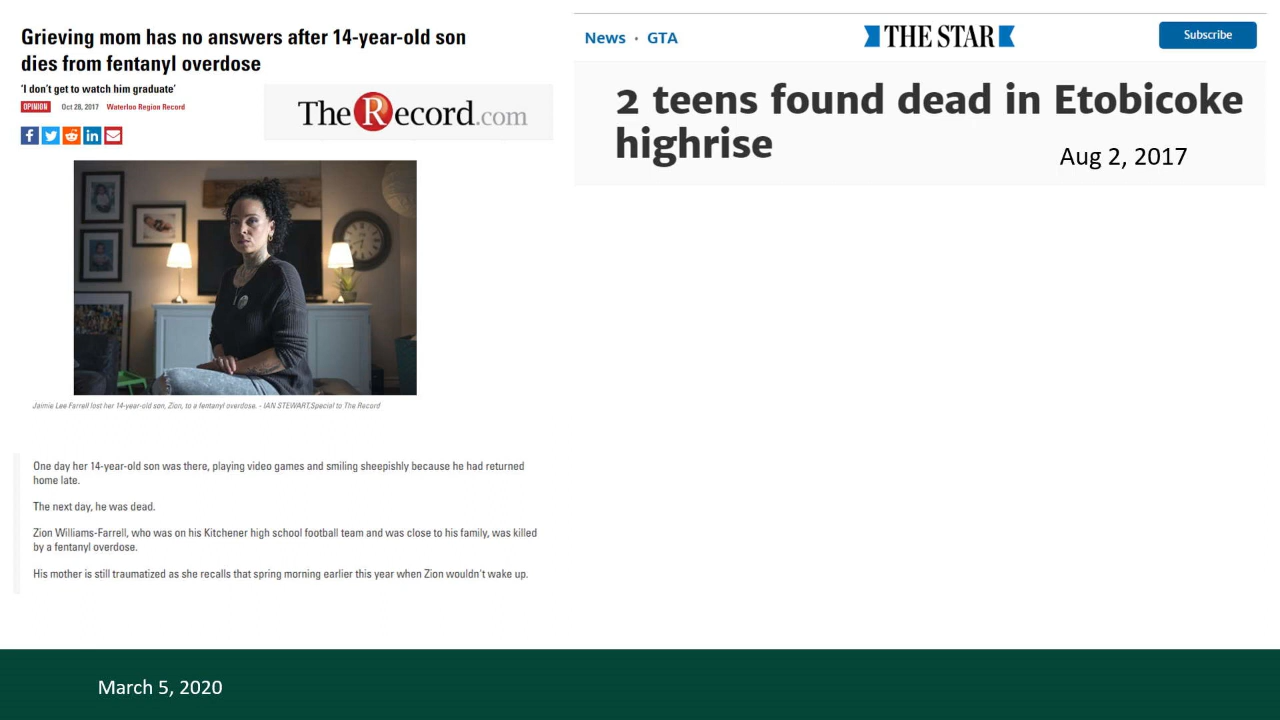 Grieving mom has no answers after 14-year-old son
dies from fentanyl overdose
'I don't get to watch him graduate'
OPINION Oct 28, 2017 Waterloo Region Record
TheRecord.com
Jaimie Lee Farrell lost her 14-year-old son, Zion, to a fentanyl overdose. - IAN STEWART,Special to The Record
One day her 14-year-old son was there, playing video games and smiling sheepishly because he had returned
home late.
The next day, he was dead.
Zion Williams-Farrell, who was on his Kitchener high school football team and was close to his family, was killed
by a fentanyl overdose.
His mother is still traumatized as she recalls that spring morning earlier this year when Zion wouldn't wake up.
News · GTA
THE STAR
Subscribe
2 teens found dead in Etobicoke
highrise
Aug 2, 2017
March 5, 2020